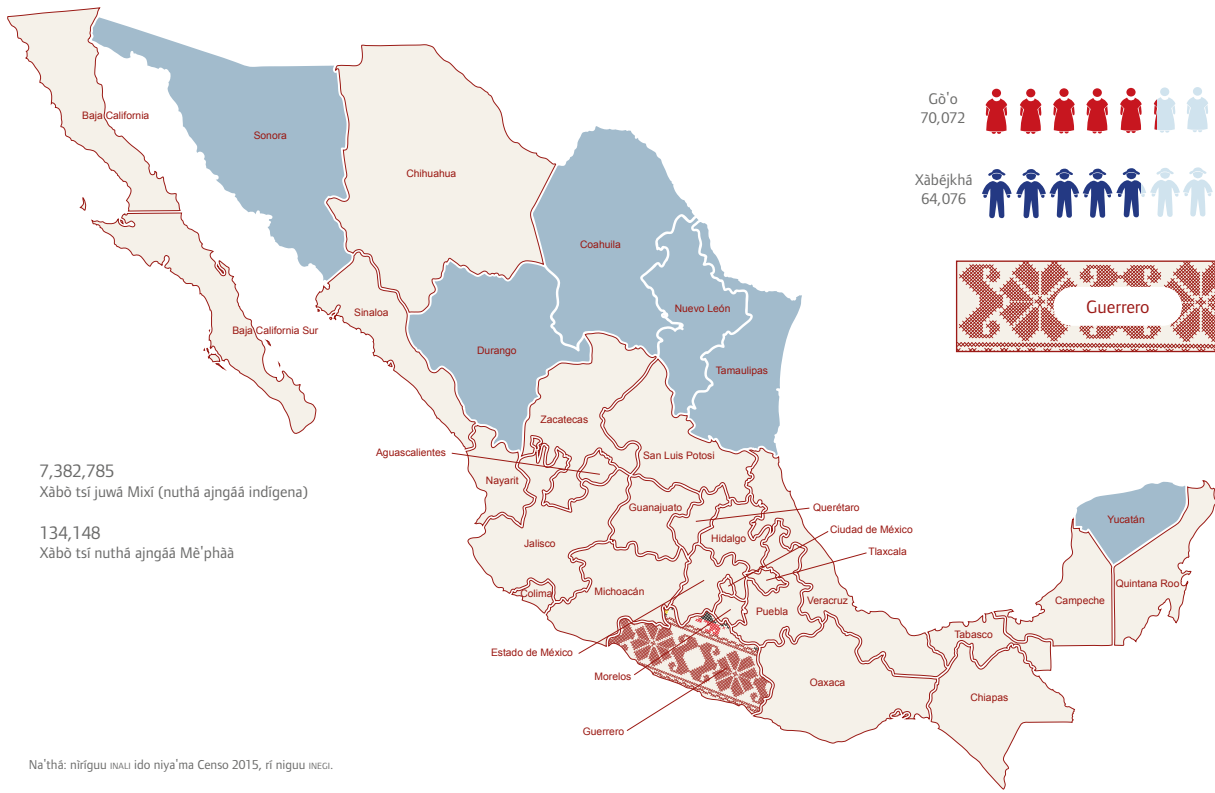 Gò'o
70,072
Xàbéjkhá
64,076
Guerrero
Baja California
Sonora
Chihuahua
Coahuila
Nuevo León
Sinaloa
Baja California Sur
Durango
Tamaulipas
Zacatecas
Aguascalientes
San Luis Potosi
Nayarit
Guanajuato
Querétaro
Ciudad de México
Hidalgo
Tlaxcala
Jalisco
Yucatán
Quintana Roo
Campeche
Colima
Michoacán
Puebla
Veracruz
Tabasco
Estado de México
Morelos
Oaxaca
Chiapas
Guerrero
7,382,785
Xàbò tsí juwá Mixí (nuthá ajngáá indígena)
134,148
Xàbò tsí nuthá ajngáá Mè'phàà
Na'thá: nìríguu INALI ido niya'ma Censo 2015, rí niguu INEGI.